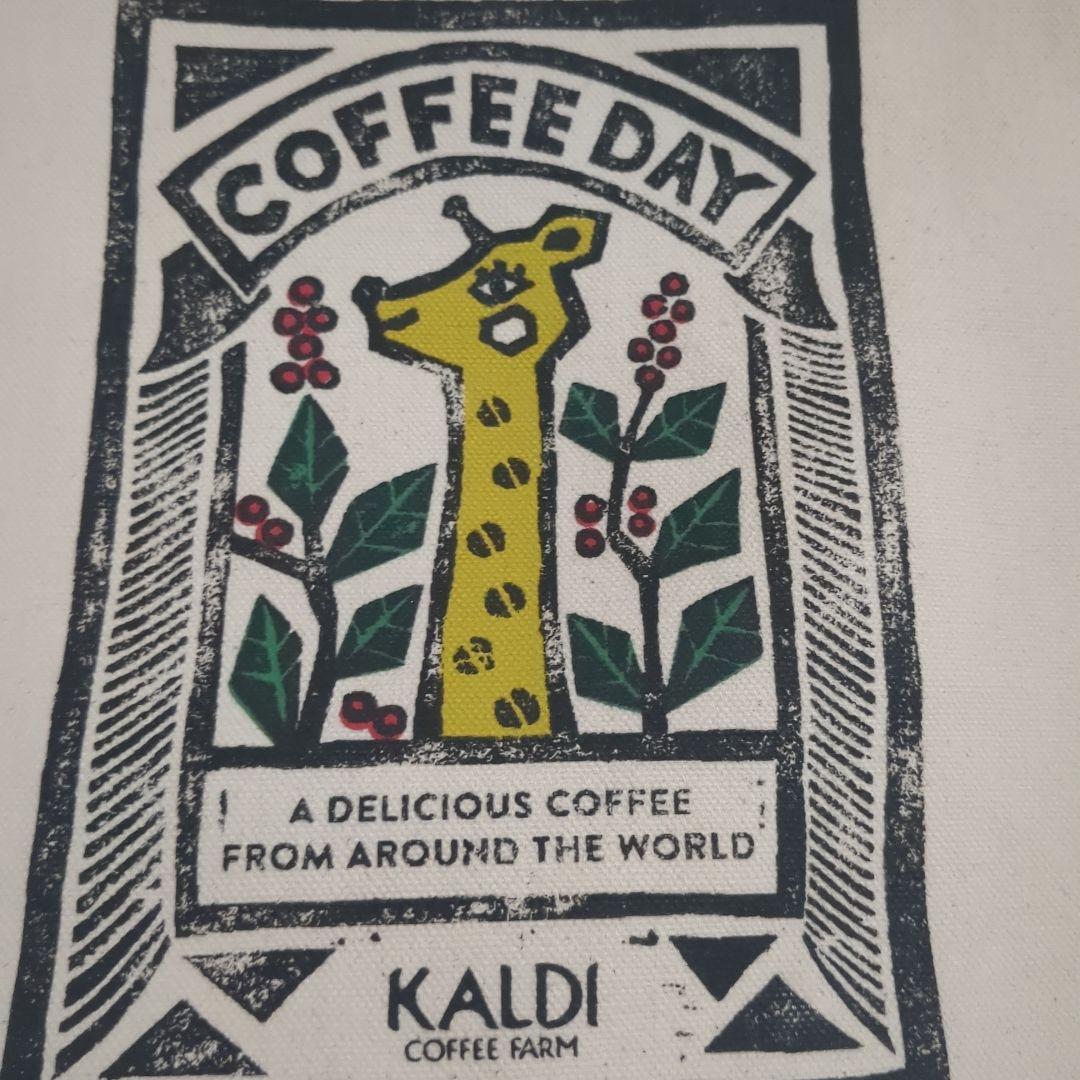 COFFEE DAY
A DELICIOUS COFFEE
FROM AROUND THE WORLD
KALDI
COFFEE FARM